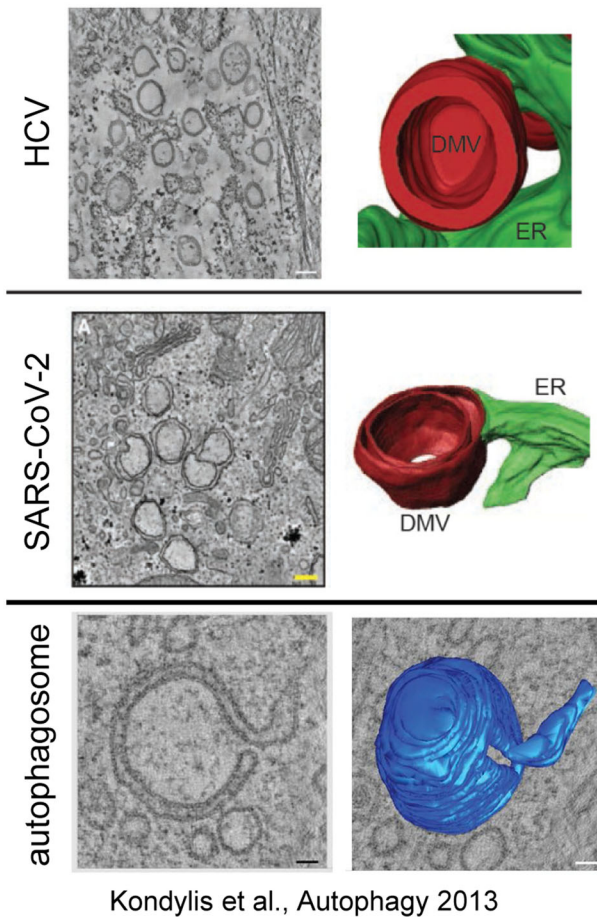 HCV
DMV
ER
SARS-CoV-2
A
ER
DMV
autophagosome
Kondylis et al., Autophagy 2013